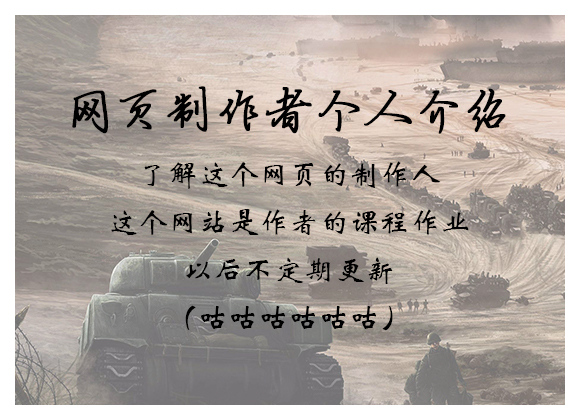 网页制作者个人介绍
了解这个网页的制作人
这个网站是作者的课程作业
以后不定期更新
（咕咕咕咕咕咕）